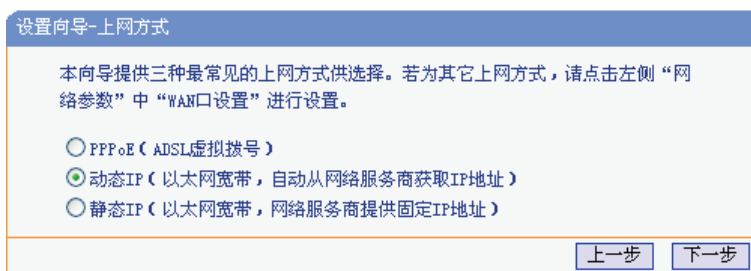 设置向导-上网方式
本向导提供三种最常见的上网方式供选择。若为其它上网方式，请点击左侧“网
络参数”中“WAN口设置”进行设置。
PPPoE（ADSL虚拟拨号）
动态IP（以太网宽带，自动从网络服务商获取IP地址）
静态IP（以太网宽带，网络服务商提供固定IP地址）
上一步 下一步